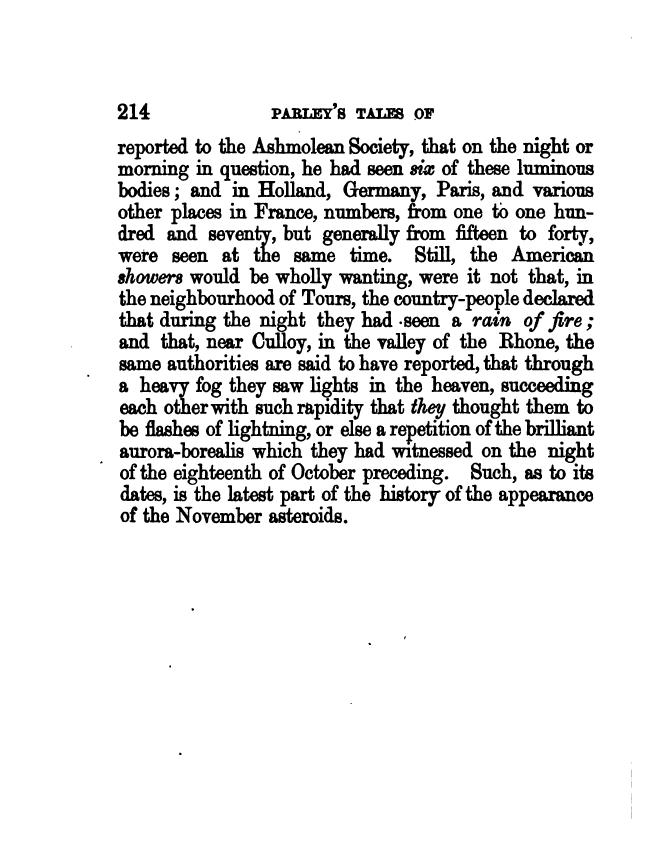 214 PARLEY'S TALES OF
reported to the Ashmolean Society, that on the night or
morning in question, he had seen six of these luminous
bodies; and in Holland, Germany, Paris, and various
other places in France, numbers, from one to one hun-
dred and seventy, but generally from fifteen to forty,
were seen at the same time. Still, the American
showers would be wholly wanting, were it not that, in
the neighbourhood of Tours, the country-people declared
that during the night they had seen a rain of fire;
and that, near Culloy, in the valley of the Rhone, the
same authorities are said to have reported, that through
a heavy fog they saw lights in the heaven, succeeding
each other with such rapidity that they thought them to
be flashes of lightning, or else a repetition of the brilliant
aurora-borealis which they had witnessed on the night
of the eighteenth of October preceding. Such, as to its
dates, is the latest part of the history of the appearance
of the November asteroids.